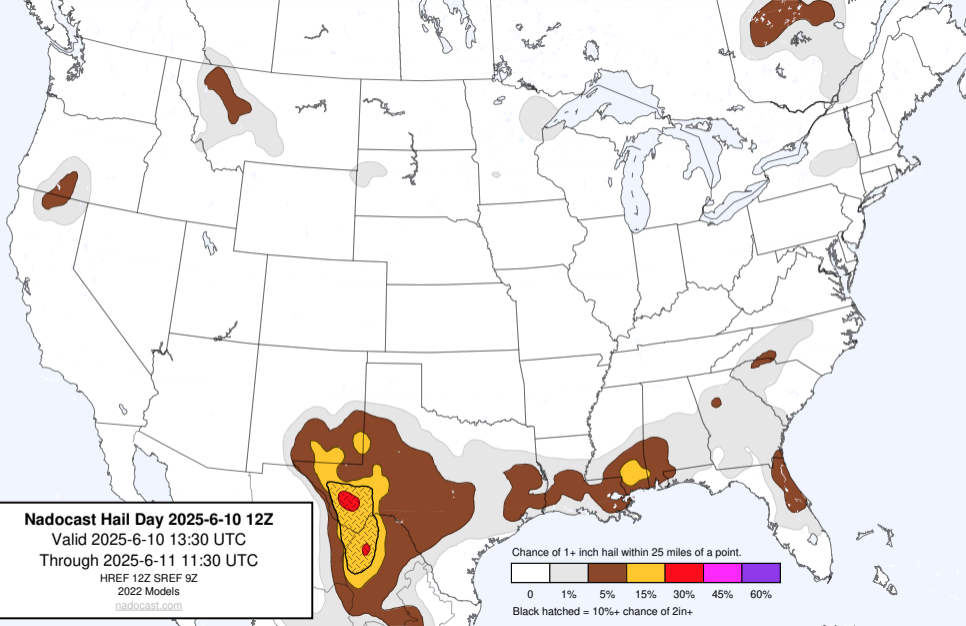 Nadocast Hail Day 2025-6-10 12Z
Valid 2025-6-10 13:30 UTC
Through 2025-6-11 11:30 UTC
HREF 12Z SREF 9Z
2022 Models
nadocast.com
Chance of 1+ inch hail within 25 miles of a point.
0 1% 5% 15% 30% 45% 60%
Black hatched = 10%+ chance of 2in+